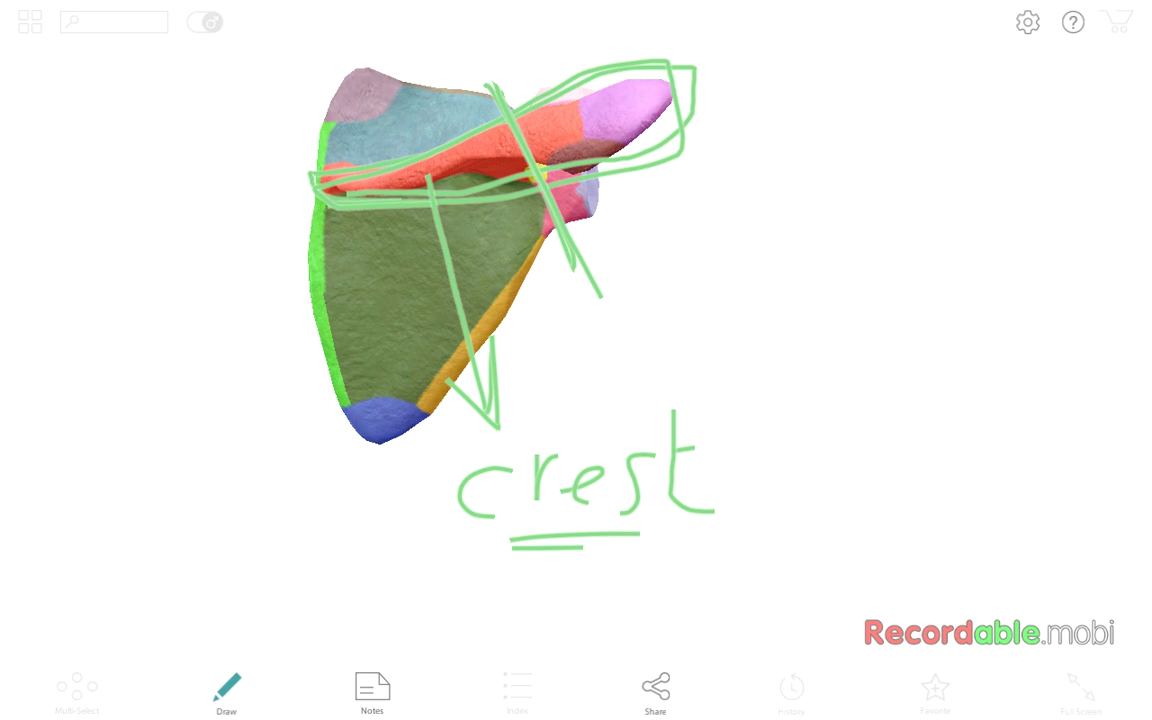 crest
Recordable.mobi
Multi-Select
Draw
Notes
Index
Share
History
Favorite
Full Screen